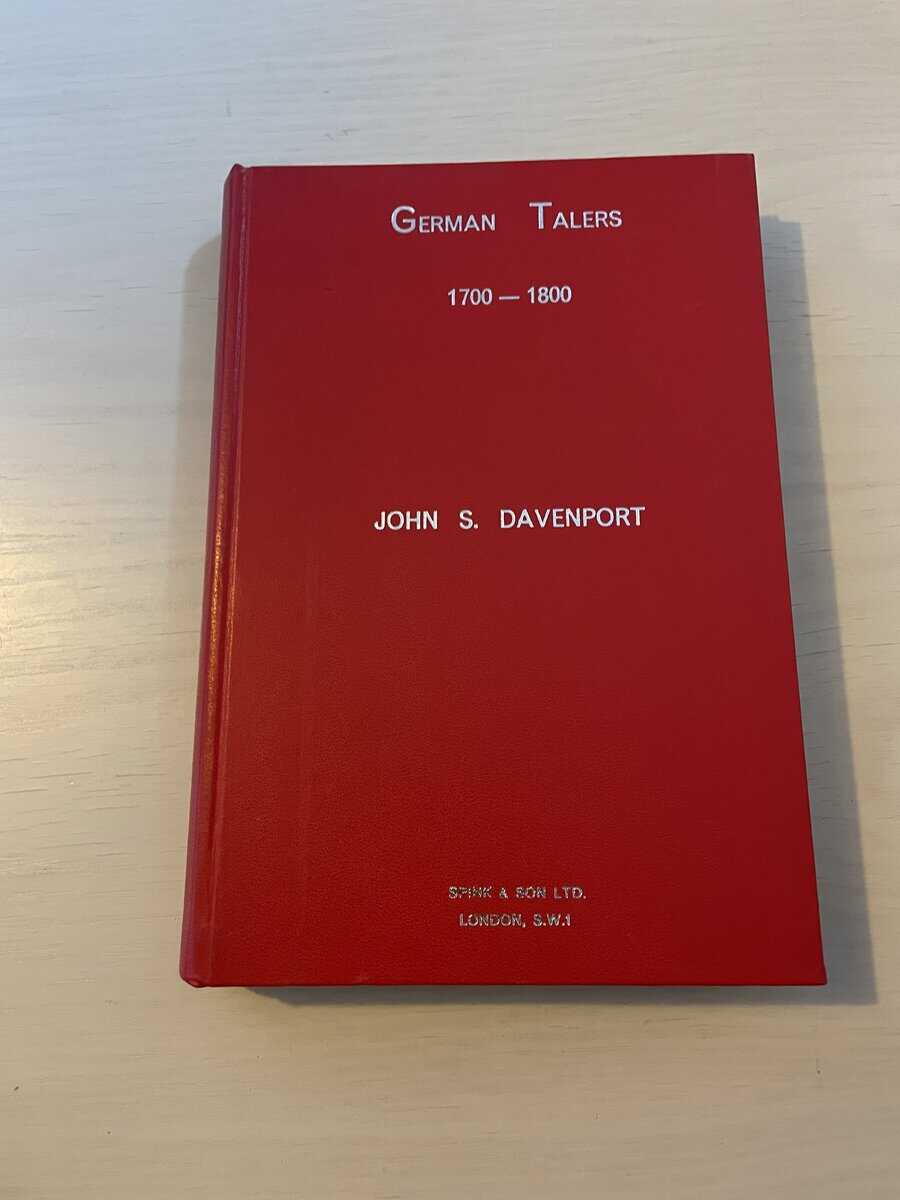 German Talers
1700 — 1800
JOHN S. DAVENPORT
SPINK & SON LTD.
LONDON, S.W.1